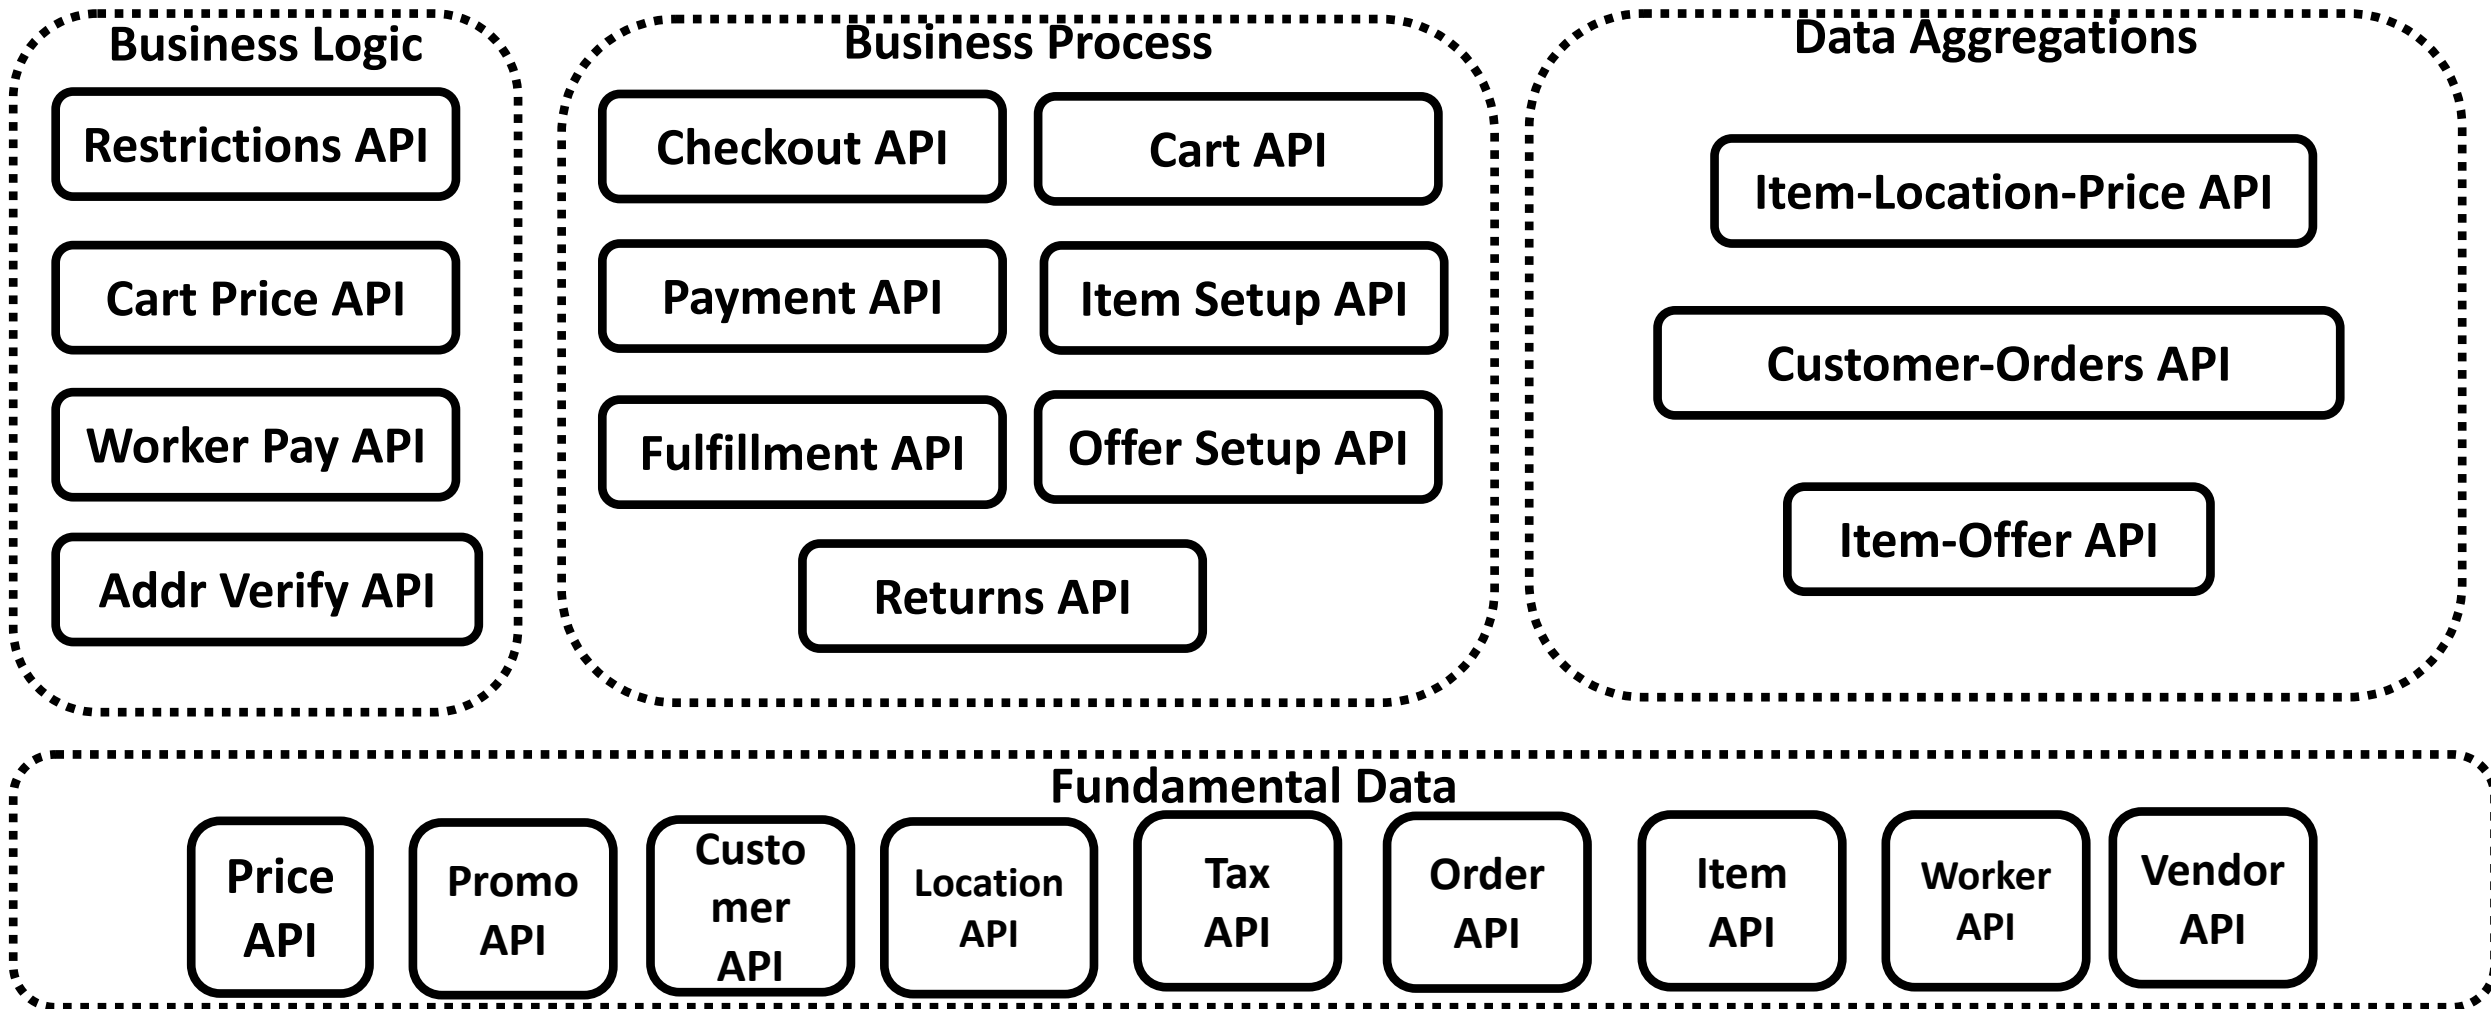 Business Logic
Restrictions API
Cart Price API
Worker Pay API
Addr Verify API
Business Process
Checkout API
Cart API
Payment API
Item Setup API
Fulfillment API
Offer Setup API
Returns API
Data Aggregations
Item-Location-Price API
Customer-Orders API
Item-Offer API
Fundamental Data
Price
API
Promo
API
Custo
mer
API
Location
API
Tax
API
Order
API
Item
API
Worker
API
Vendor
API